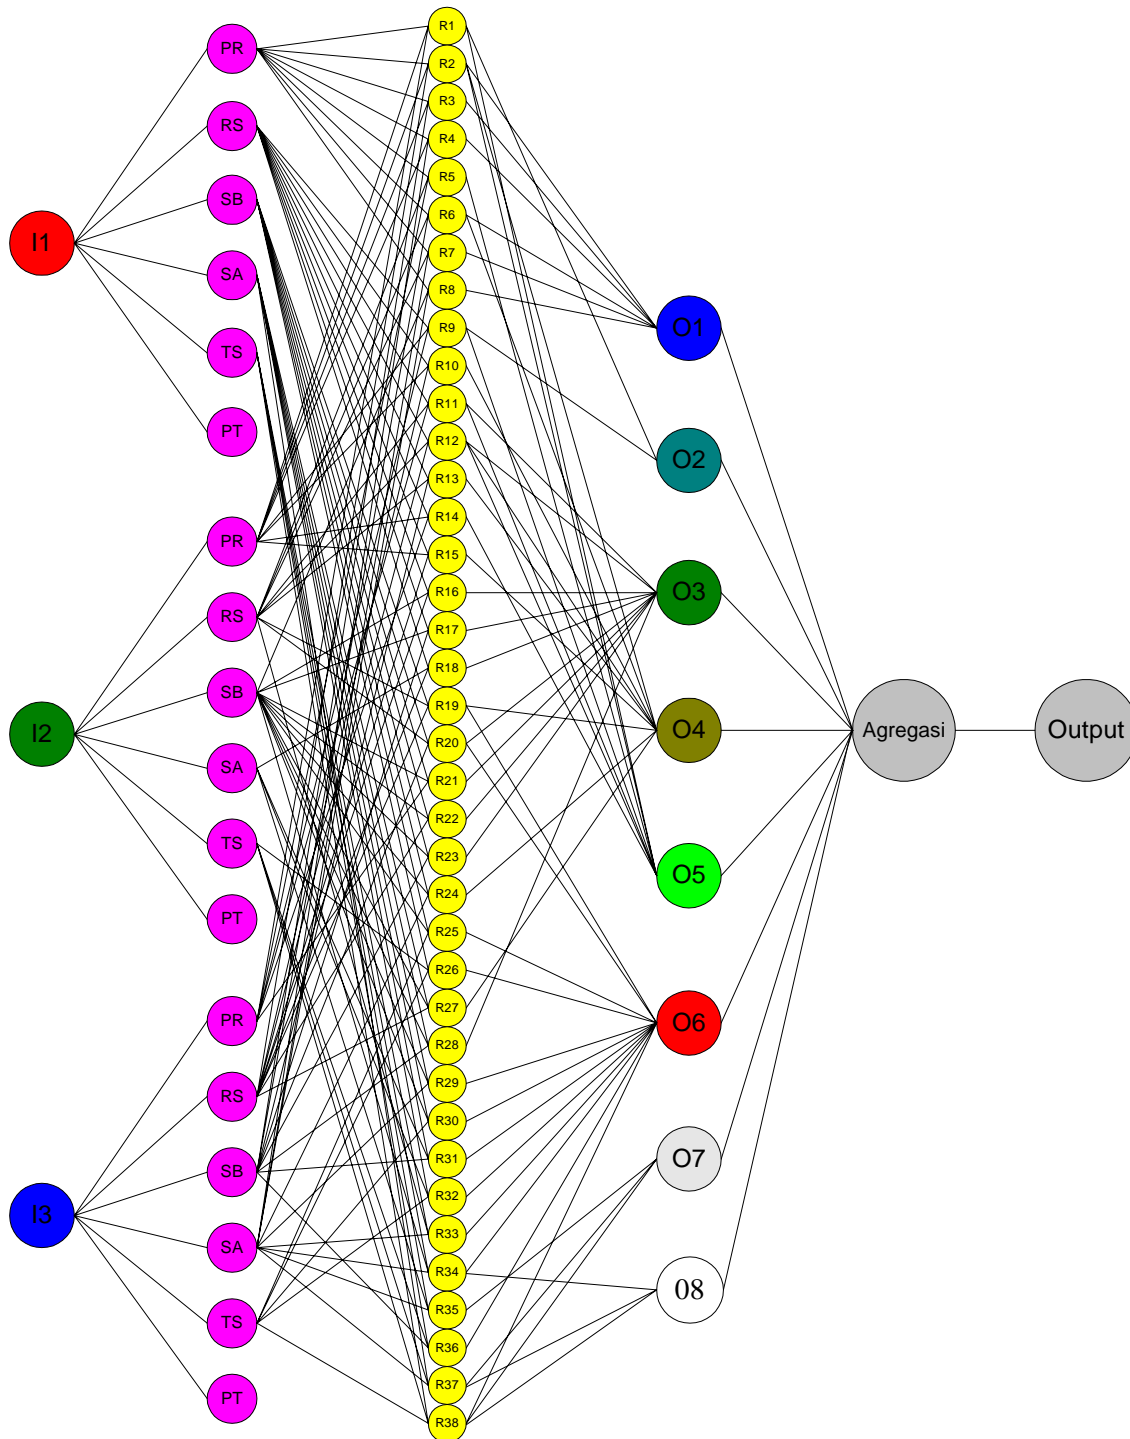 I1
I2
I3
PR
RS
SB
SA
TS
PT
PR
RS
SB
SA
TS
PT
PR
RS
SB
SA
TS
PT
R1
R2
R3
R4
R5
R6
R7
R8
R9
R10
R11
R12
R13
R14
R15
R16
R17
R18
R19
R20
R21
R22
R23
R24
R25
R26
R27
R28
R29
R30
R31
R32
R33
R34
R35
R36
R37
R38
O1
O2
O3
O4
O5
O6
O7
08
Agregasi
Output